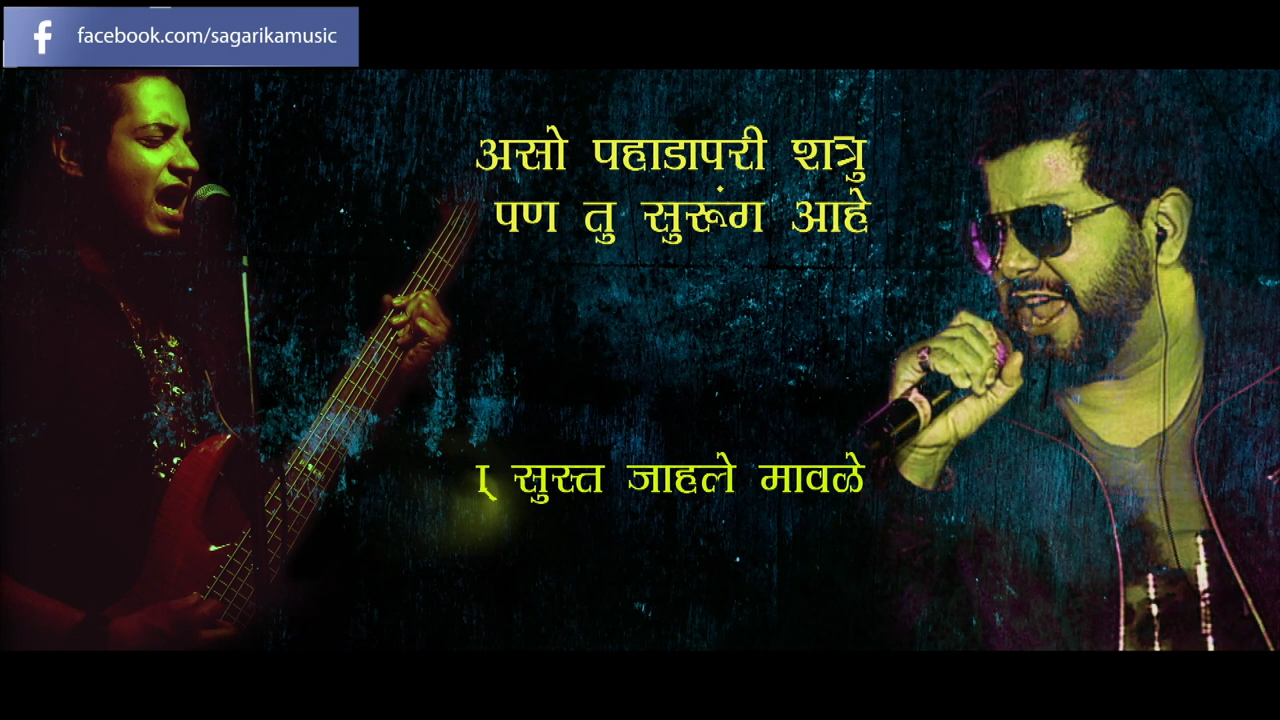 facebook.com/sagarikamusic
असो पहाडापरी शत्रु
पण तु सुरूंग आहे
सुस्त जाहले मावळे